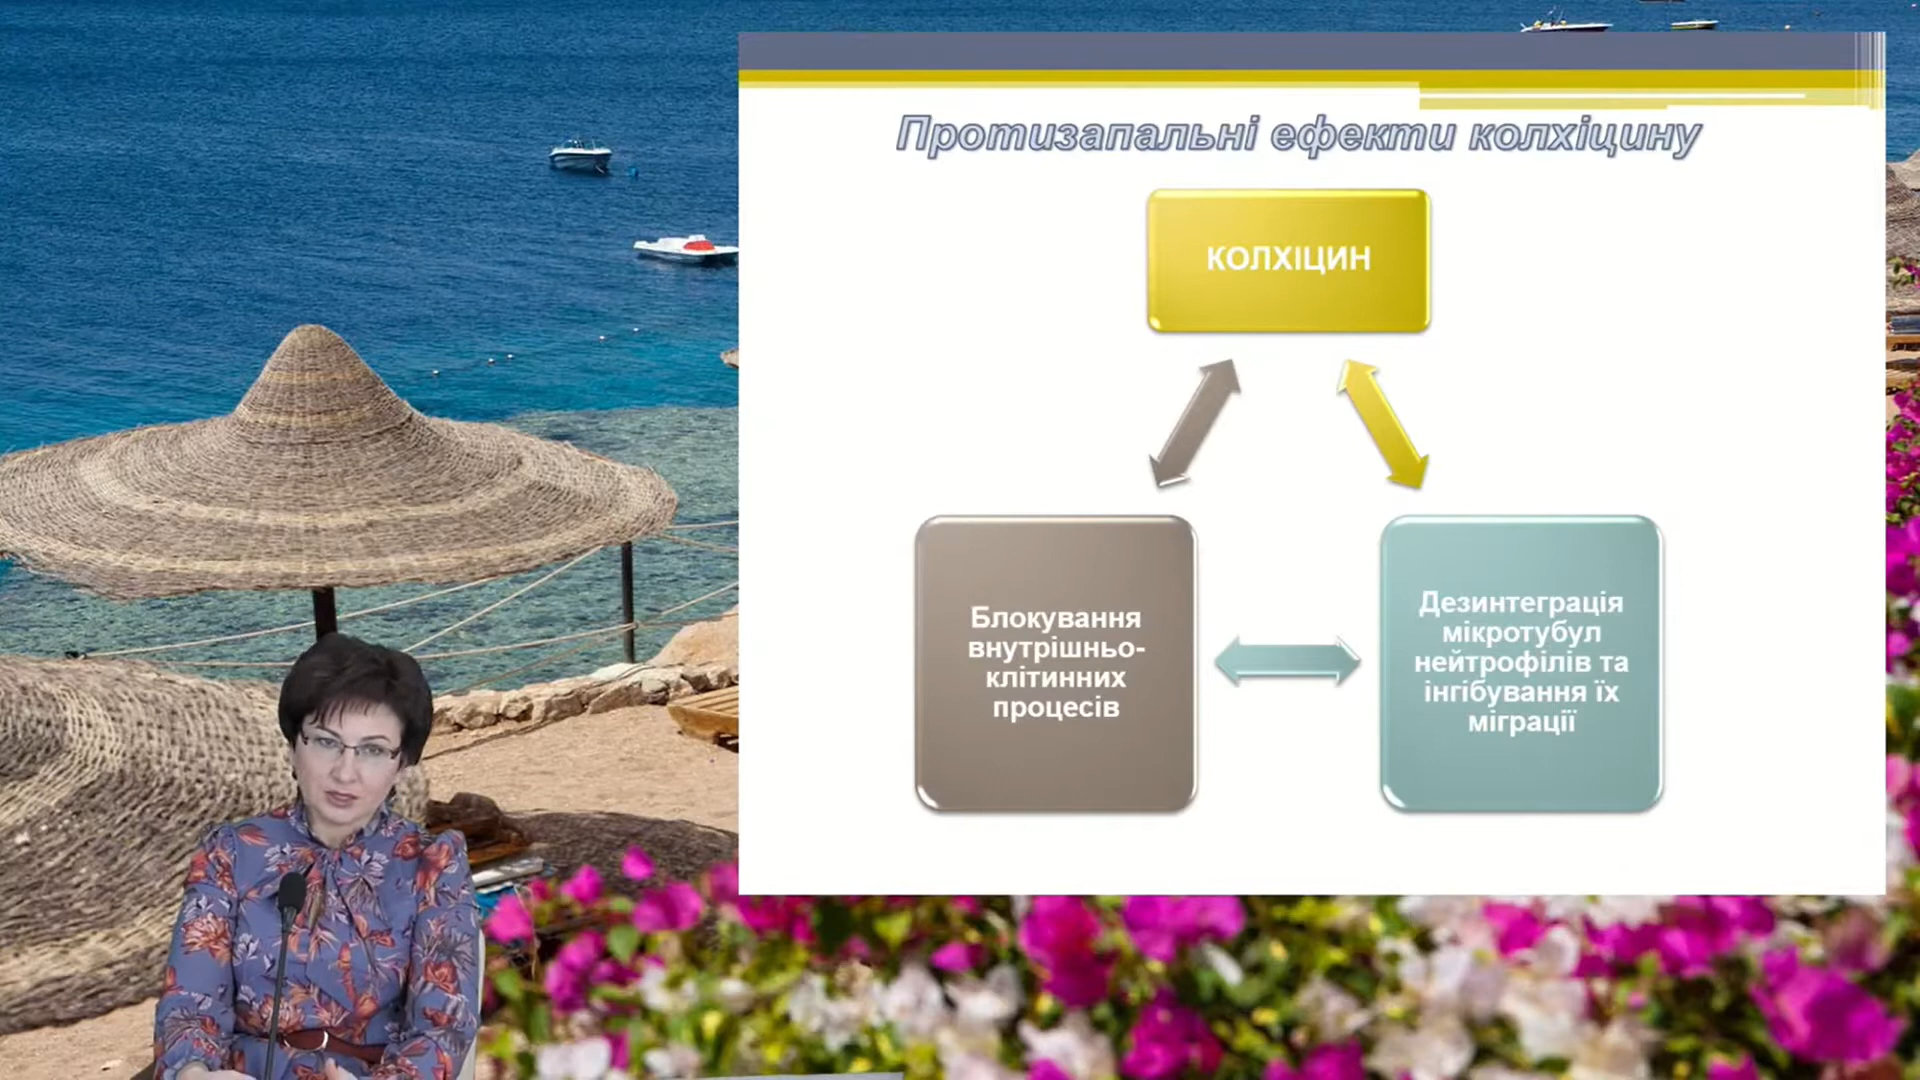 Протизапальні ефекти колхіцину
КОЛХІЦИН
Блокування
внутрішньо-
клітинних
процесів
Дезинтеграція
мікротубул
нейтрофілів та
інгібування їх
міграції